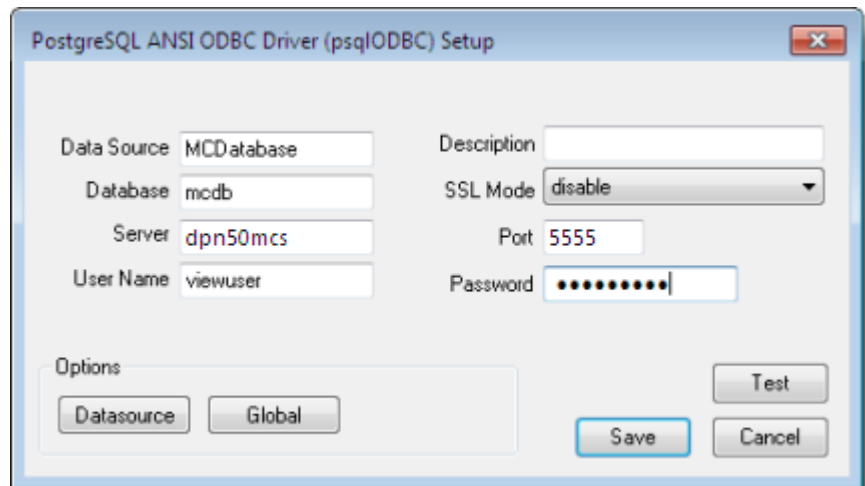 PostgreSQL ANSI ODBC Driver (psqlODBC) Setup
Data Source MCDatabase
Description
Database mcdb
SSL Mode disable
Server dpn50mcs
Port 5555
User Name viewuser
Password •••••••••
Options
Datasource Global
Test
Save Cancel